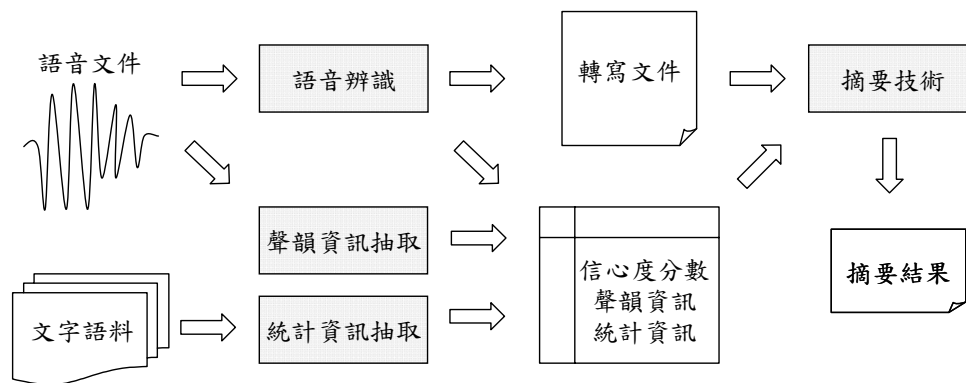 語音文件
語音辨識
轉寫文件
摘要技術
聲韻資訊抽取
信心度分數
聲韻資訊
統計資訊
摘要結果
文字語料
統計資訊抽取